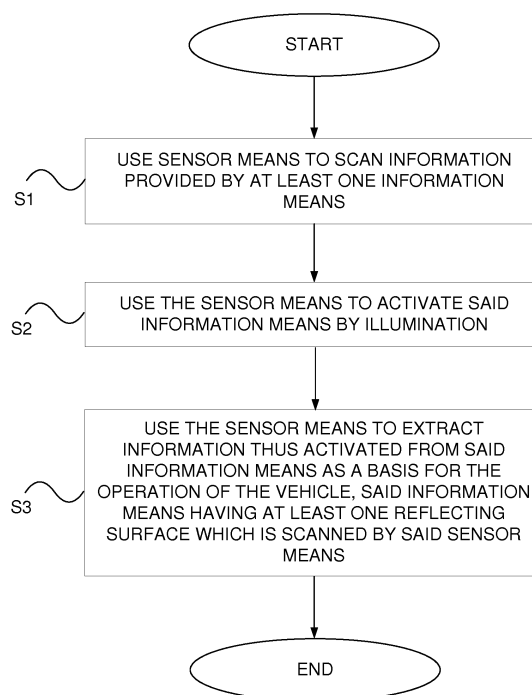 START
USE SENSOR MEANS TO SCAN INFORMATION
PROVIDED BY AT LEAST ONE INFORMATION
MEANS
S1
USE THE SENSOR MEANS TO ACTIVATE SAID
INFORMATION MEANS BY ILLUMINATION
S2
USE THE SENSOR MEANS TO EXTRACT
INFORMATION THUS ACTIVATED FROM SAID
INFORMATION MEANS AS A BASIS FOR THE
OPERATION OF THE VEHICLE, SAID INFORMATION
MEANS HAVING AT LEAST ONE REFLECTING
SURFACE WHICH IS SCANNED BY SAID SENSOR
MEANS
S3
END